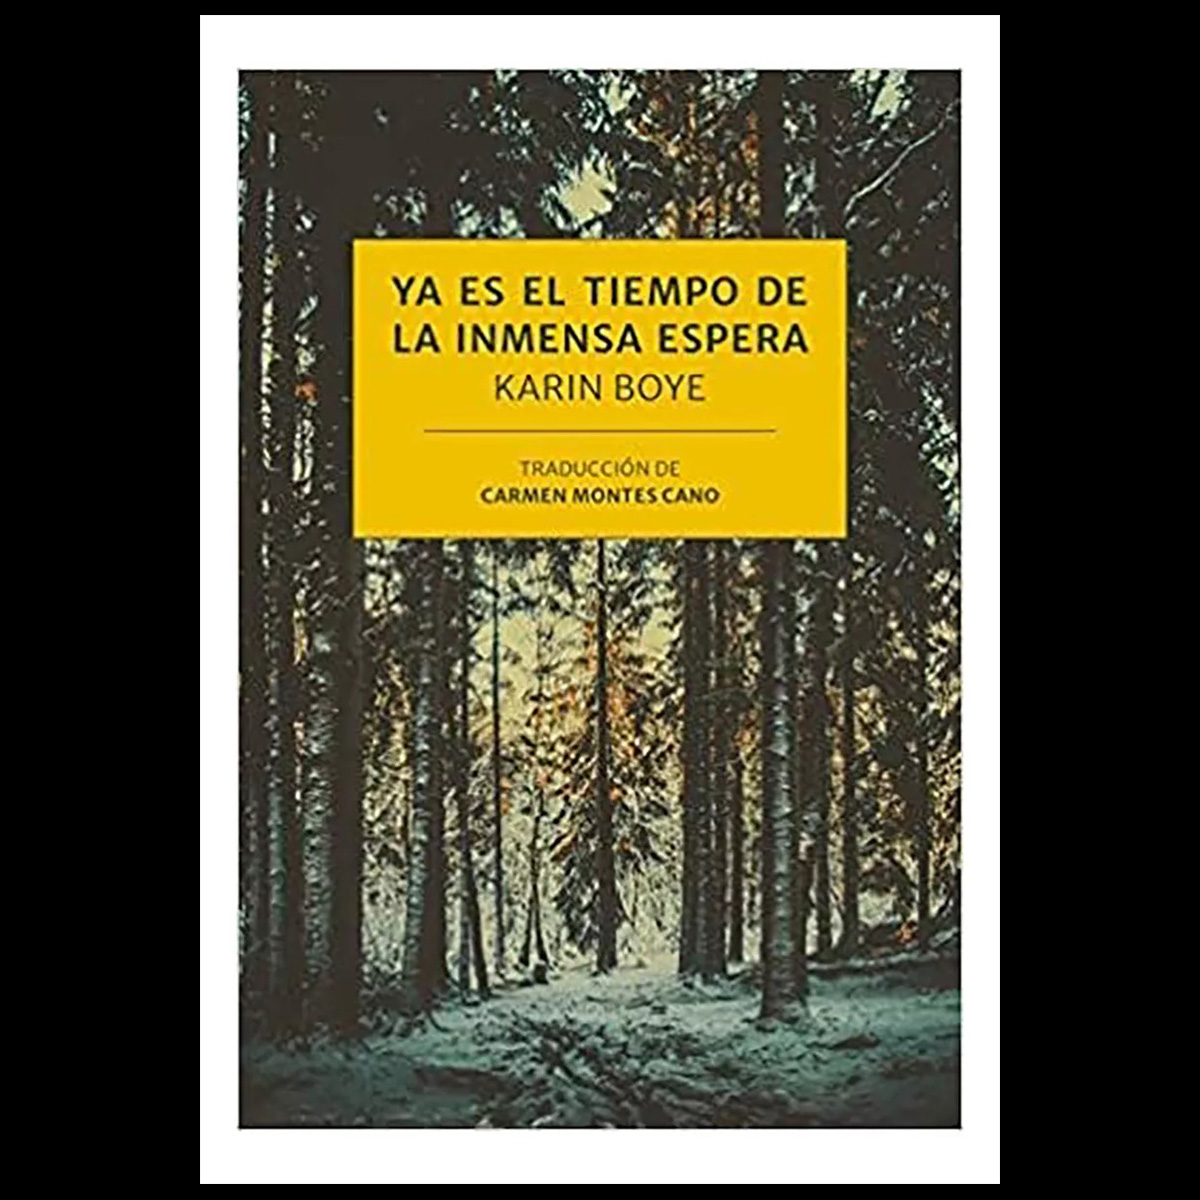 YA ES EL TIEMPO DE
LA INMENSA ESPERA
KARIN BOYE
TRADUCCIÓN DE
CARMEN MONTES CANO